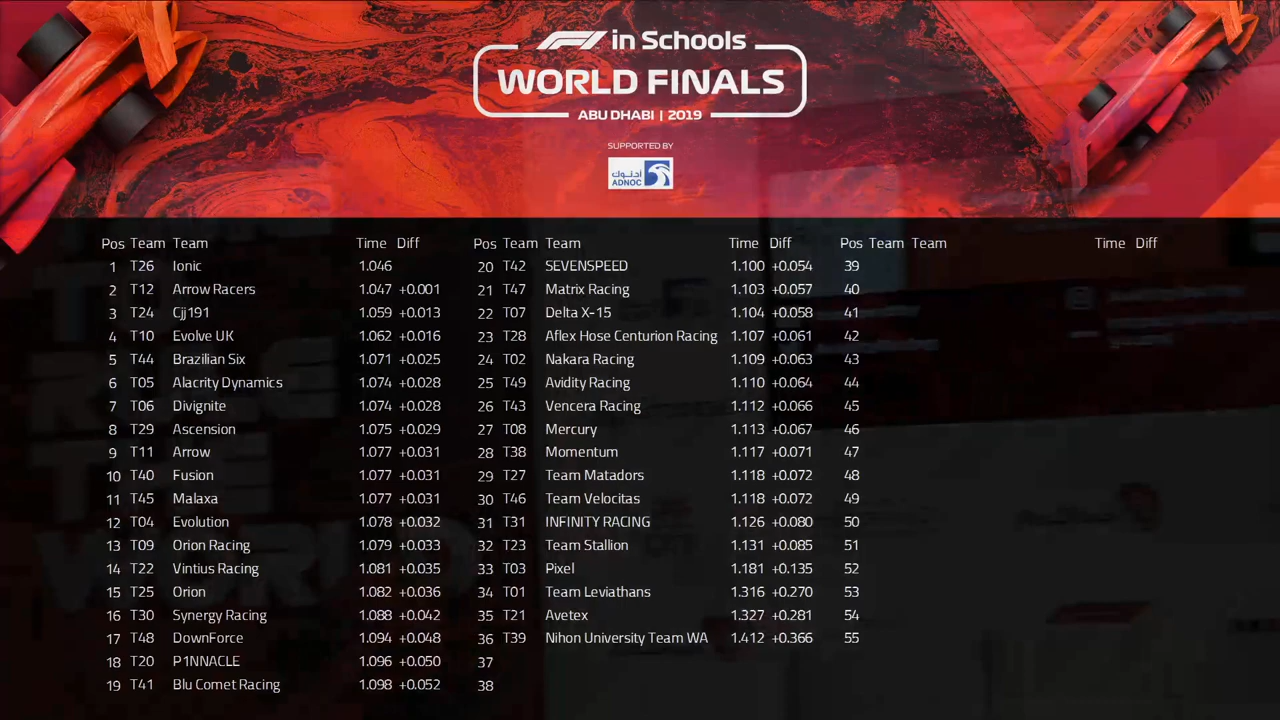 F1 in Schools
WORLD FINALS
ABU DHABI | 2019
SUPPORTED BY
أدنوك
ADNOC
Pos Team Team Time Diff
1 T26 Ionic 1.046
2 T12 Arrow Racers 1.047 +0.001
3 T24 Cjj191 1.059 +0.013
4 T10 Evolve UK 1.062 +0.016
5 T44 Brazilian Six 1.071 +0.025
6 T05 Alacrity Dynamics 1.074 +0.028
7 T06 Divignite 1.074 +0.028
8 T29 Ascension 1.075 +0.029
9 T11 Arrow 1.077 +0.031
10 T40 Fusion 1.077 +0.031
11 T45 Malaxa 1.077 +0.031
12 T04 Evolution 1.078 +0.032
13 T09 Orion Racing 1.079 +0.033
14 T22 Vintius Racing 1.081 +0.035
15 T25 Orion 1.082 +0.036
16 T30 Synergy Racing 1.088 +0.042
17 T48 DownForce 1.094 +0.048
18 T20 P1NNACLE 1.096 +0.050
19 T41 Blu Comet Racing 1.098 +0.052
Pos Team Team Time Diff
20 T42 SEVENSPEED 1.100 +0.054
21 T47 Matrix Racing 1.103 +0.057
22 T07 Delta X-15 1.104 +0.058
23 T28 Aflex Hose Centurion Racing 1.107 +0.061
24 T02 Nakara Racing 1.109 +0.063
25 T49 Avidity Racing 1.110 +0.064
26 T43 Vencera Racing 1.112 +0.066
27 T08 Mercury 1.113 +0.067
28 T38 Momentum 1.117 +0.071
29 T27 Team Matadors 1.118 +0.072
30 T46 Team Velocitas 1.118 +0.072
31 T31 INFINITY RACING 1.126 +0.080
32 T23 Team Stallion 1.131 +0.085
33 T03 Pixel 1.181 +0.135
34 T01 Team Leviathans 1.316 +0.270
35 T21 Avetex 1.327 +0.281
36 T39 Nihon University Team WA 1.412 +0.366
37
38
Pos Team Team Time Diff
39
40
41
42
43
44
45
46
47
48
49
50
51
52
53
54
55